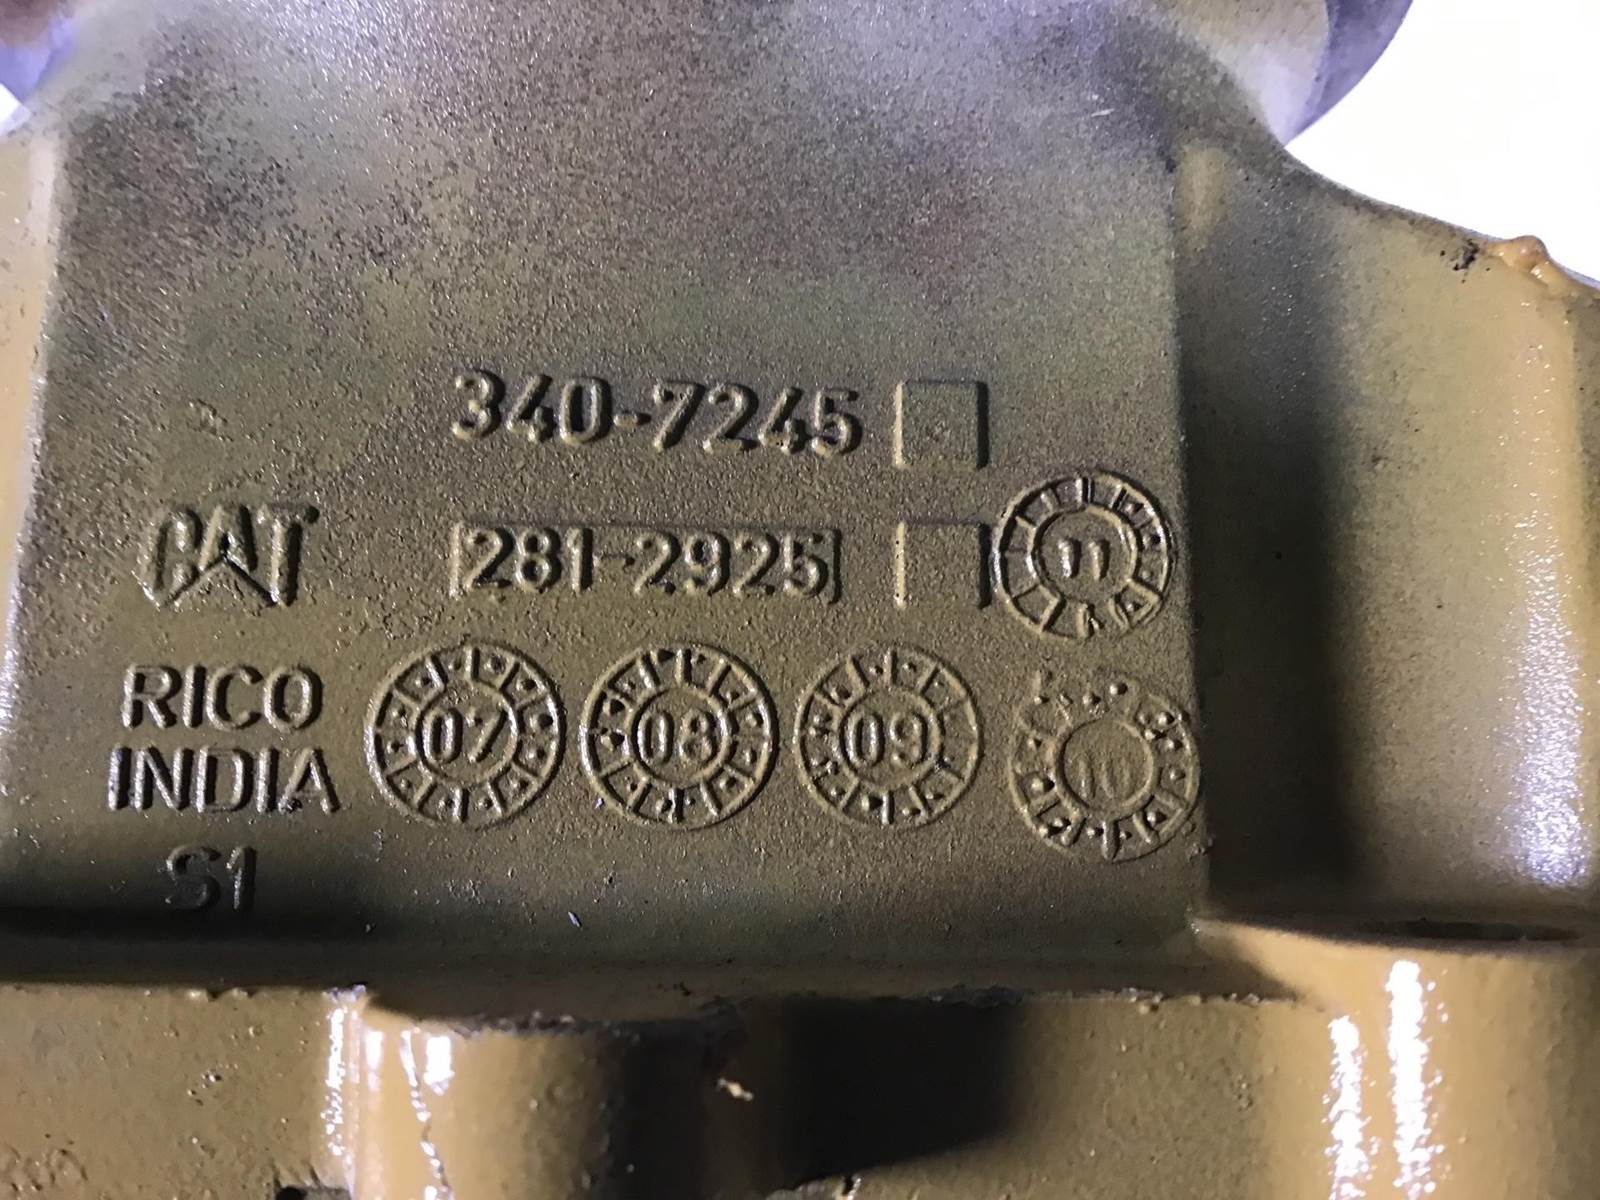 340-7245
CAT 281-2925 11
RICO
INDIA
07 08 09 10
S1